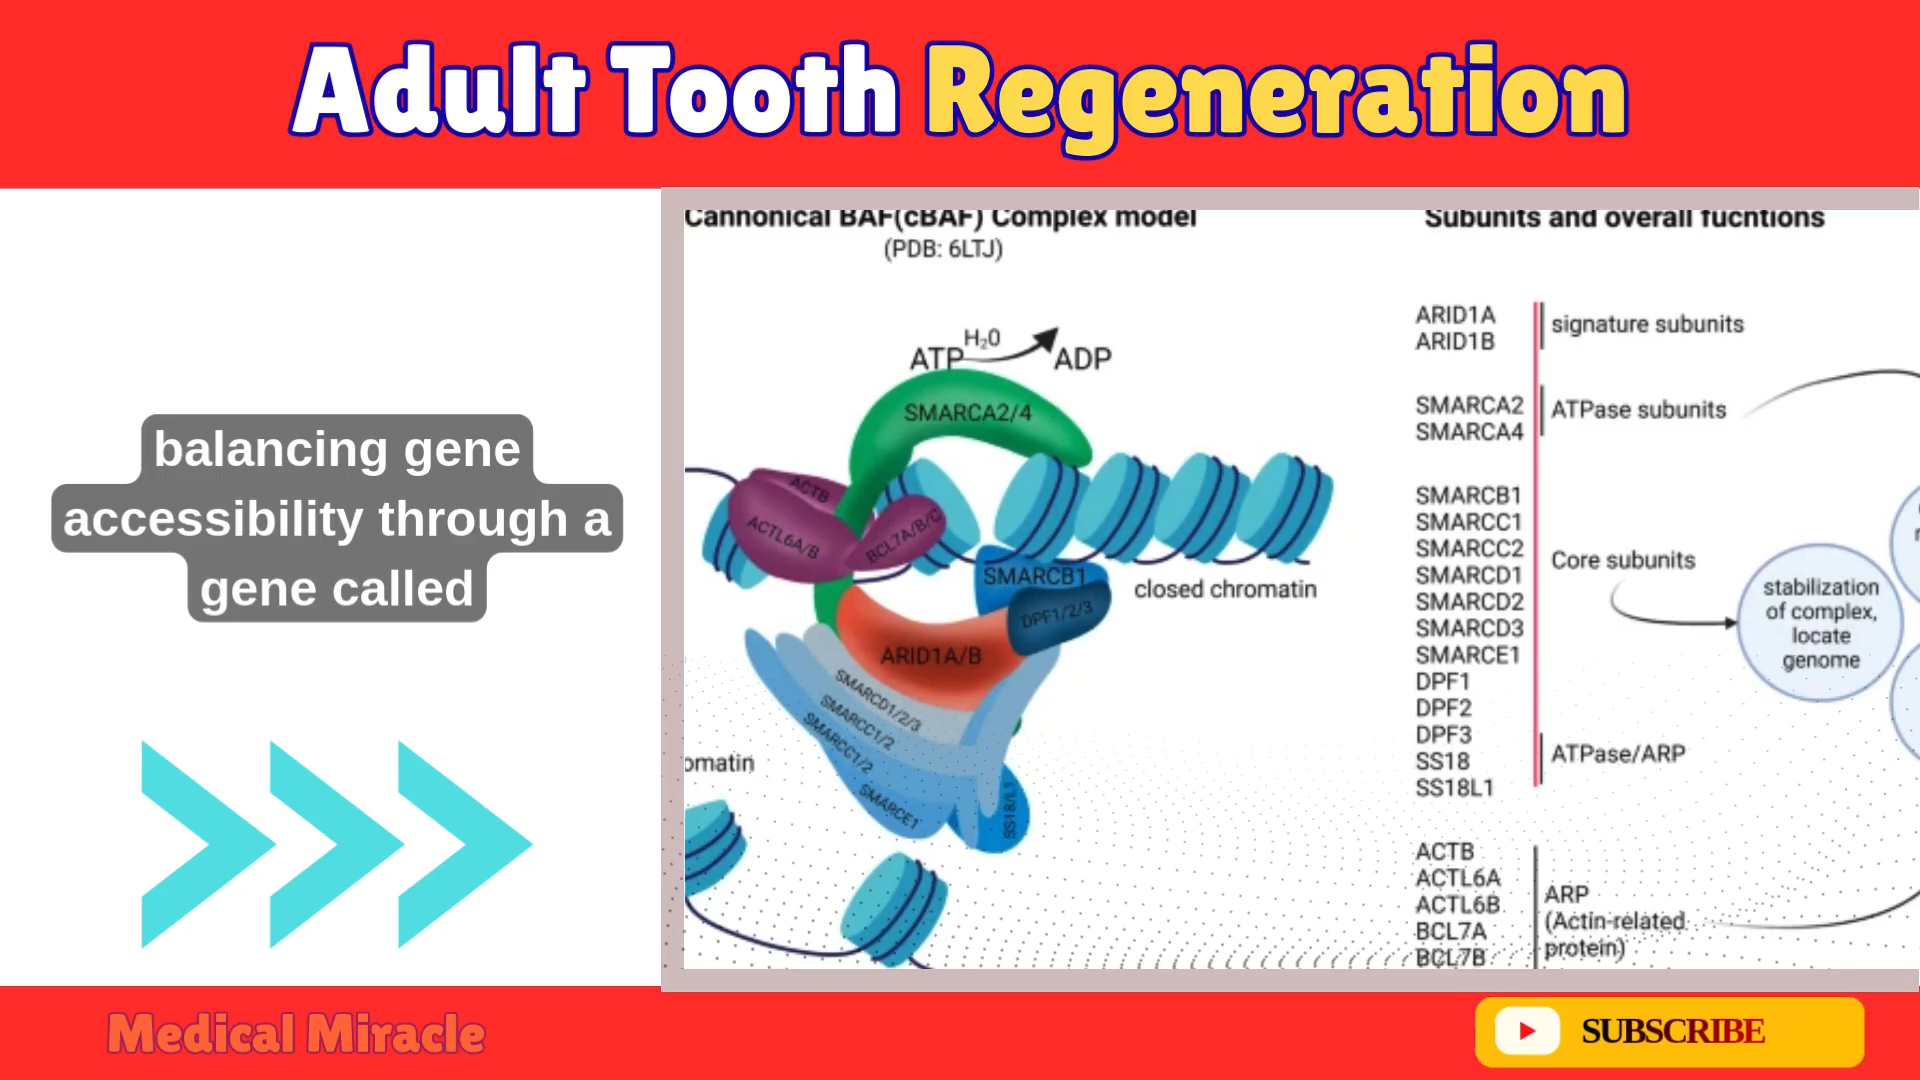 Adult Tooth Regeneration
balancing gene
accessibility through a
gene called
Cannonical BAF(cBAF) Complex model
(PDB: 6LTJ)
H₂0
ATP
ADP
SMARCA2/4
ACTB
ACTL6A/B
BCL7A/B/C
SMARCB1
DPF1/2/3
closed chromatin
ARID1A/B
SMARCD1/2/3
SMARCC1/2
SMARCC1/2
SMARCE1
SS18/L1
omatin
Subunits and overall fucntions
ARID1A
ARID1B
signature subunits
SMARCA2
SMARCA4
ATPase subunits
SMARCB1
SMARCC1
SMARCC2
SMARCD1
SMARCD2
SMARCD3
SMARCE1
DPF1
DPF2
DPF3
SS18
SS18L1
Core subunits
stabilization
of complex,
locate
genome
ATPase/ARP
ACTB
ACTL6A
ACTL6B
BCL7A
BCL7B
ARP
(Actin-related
protein)
Medical Miracle
SUBSCRIBE